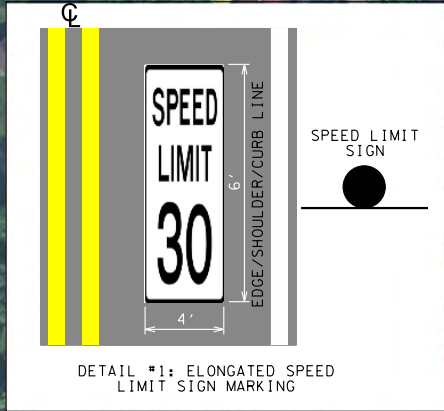 ℄
SPEED
LIMIT
30
6'
4'
EDGE/SHOULDER/CURB LINE
SPEED LIMIT
SIGN
DETAIL #1: ELONGATED SPEED
LIMIT SIGN MARKING